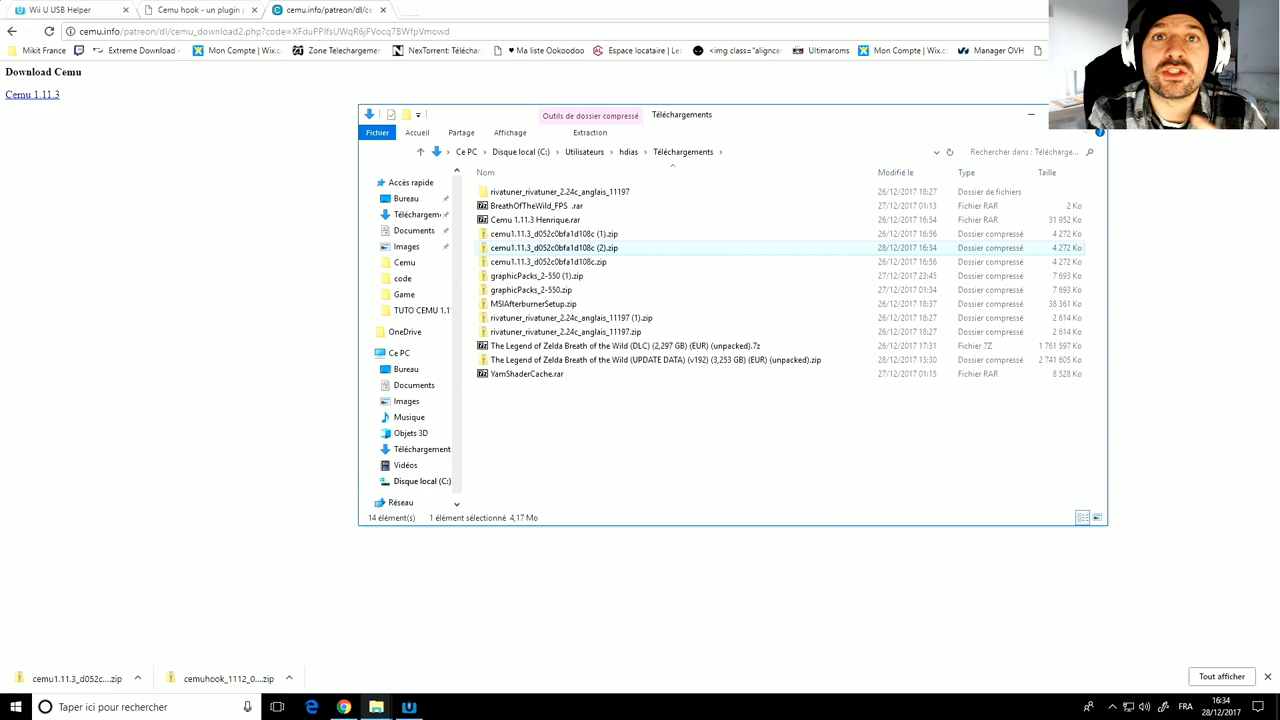 Wii U USB Helper
Cemu hook - un plugin p
cemu.info/patreon/dl/ce
cemu.info/patreon/dl/cemu_download2.php?code=XFduPPlfsUWqR6jFVocq7BWfpVmowd
Mikit France
Extreme Download -
Mon Compte | Wix.c
Zone Telechargemen
NexTorrent: Télécha
♥ Ma liste Ookoodoo
Espace locataire | Le
<img class="alignce
Ultimaroms
Mon Compte | Wix.c
Manager OVH
Download Cemu
Cemu 1.11.3
Outils de dossier compressé
Téléchargements
Fichier
Accueil
Partage
Affichage
Extraction
Ce PC > Disque local (C:) > Utilisateurs > hdias > Téléchargements >
Rechercher dans : Télécharge...
Nom Modifié le Type Taille
rivatuner_rivatuner_2.24c_anglais_11197 26/12/2017 18:27 Dossier de fichiers
BreathOfTheWild_FPS .rar 27/12/2017 01:13 Fichier RAR 2 Ko
Cemu 1.11.3 Henrique.rar 26/12/2017 16:54 Fichier RAR 31 952 Ko
cemu1.11.3_d052c0bfa1d108c (1).zip 26/12/2017 16:56 Dossier compressé 4 272 Ko
cemu1.11.3_d052c0bfa1d108c (2).zip 28/12/2017 16:34 Dossier compressé 4 272 Ko
cemu1.11.3_d052c0bfa1d108c.zip 26/12/2017 16:56 Dossier compressé 4 272 Ko
graphicPacks_2-550 (1).zip 27/12/2017 23:45 Dossier compressé 7 693 Ko
graphicPacks_2-550.zip 27/12/2017 01:34 Dossier compressé 7 693 Ko
MSIAfterburnerSetup.zip 26/12/2017 18:37 Dossier compressé 38 361 Ko
rivatuner_rivatuner_2.24c_anglais_11197 (1).zip 26/12/2017 18:27 Dossier compressé 2 614 Ko
rivatuner_rivatuner_2.24c_anglais_11197.zip 26/12/2017 18:27 Dossier compressé 2 614 Ko
The Legend of Zelda Breath of the Wild (DLC) (2,297 GB) (EUR) (unpacked).7z 26/12/2017 17:31 Fichier 7Z 1 761 597 Ko
The Legend of Zelda Breath of the Wild (UPDATE DATA) (v192) (3,253 GB) (EUR) (unpacked).zip 28/12/2017 13:30 Dossier compressé 2 741 605 Ko
YamShaderCache.rar 27/12/2017 01:15 Fichier RAR 8 528 Ko
Accès rapide
Bureau
Téléchargem
Documents
Images
Cemu
code
Game
TUTO CEMU 1.1
OneDrive
Ce PC
Bureau
Documents
Images
Musique
Objets 3D
Téléchargement
Vidéos
Disque local (C:)
Réseau
14 élément(s) 1 élément sélectionné 4,17 Mo
cemu1.11.3_d052c....zip
cemuhook_1112_0....zip
Tout afficher
Taper ici pour rechercher
FRA
16:34
28/12/2017